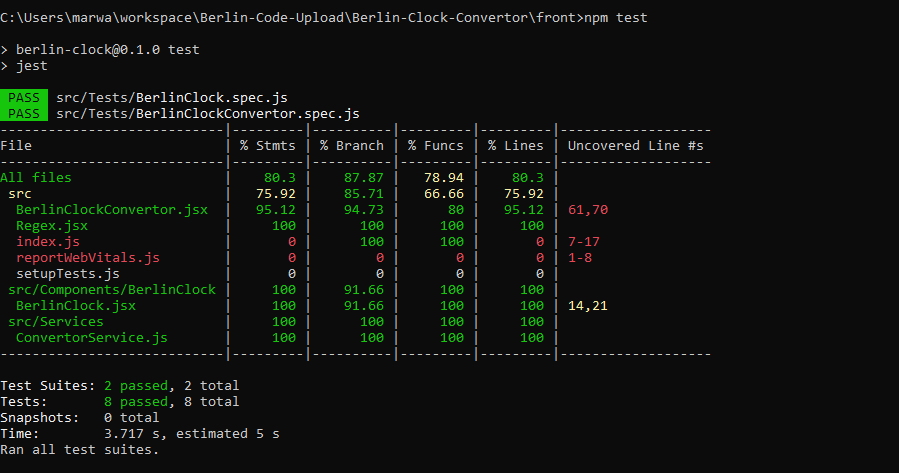 C:\Users\marwa\workspace\Berlin-Code-Upload\Berlin-Clock-Convertor\front>npm test
> berlin-clock@0.1.0 test
> jest
PASS src/Tests/BerlinClock.spec.js
PASS src/Tests/BerlinClockConvertor.spec.js
----------------------------|---------|----------|---------|---------|-------------------
File                        | % Stmts | % Branch | % Funcs | % Lines | Uncovered Line #s
----------------------------|---------|----------|---------|---------|-------------------
All files                   |    80.3 |    87.87 |   78.94 |    80.3 |
 src                        |   75.92 |    85.71 |   66.66 |   75.92 |
  BerlinClockConvertor.jsx  |   95.12 |    94.73 |      80 |   95.12 | 61,70
  Regex.jsx                 |     100 |      100 |     100 |     100 |
  index.js                  |       0 |      100 |     100 |       0 | 7-17
  reportWebVitals.js        |       0 |        0 |       0 |       0 | 1-8
  setupTests.js             |       0 |        0 |       0 |       0 |
 src/Components/BerlinClock |     100 |    91.66 |     100 |     100 |
  BerlinClock.jsx           |     100 |    91.66 |     100 |     100 | 14,21
 src/Services               |     100 |      100 |     100 |     100 |
  ConvertorService.js       |     100 |      100 |     100 |     100 |
----------------------------|---------|----------|---------|---------|-------------------
Test Suites: 2 passed, 2 total
Tests:       8 passed, 8 total
Snapshots:   0 total
Time:        3.717 s, estimated 5 s
Ran all test suites.